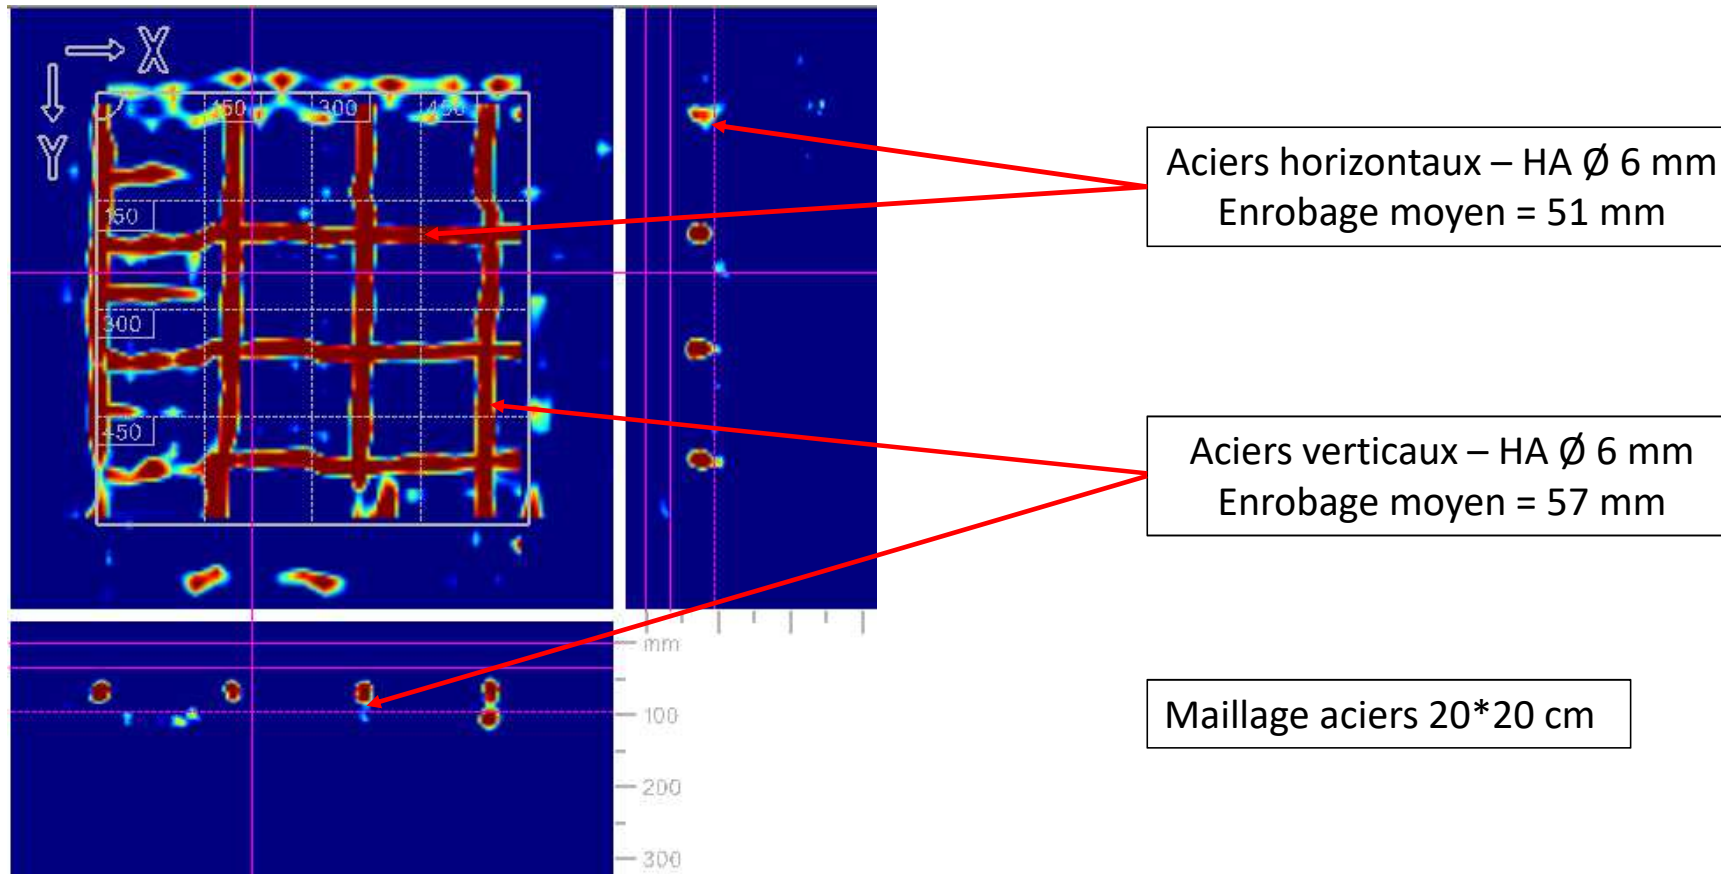 X
Y
150
300
450
150
300
450
mm
100
200
300
Aciers horizontaux – HA Ø 6 mm
Enrobage moyen = 51 mm
Aciers verticaux – HA Ø 6 mm
Enrobage moyen = 57 mm
Maillage aciers 20*20 cm